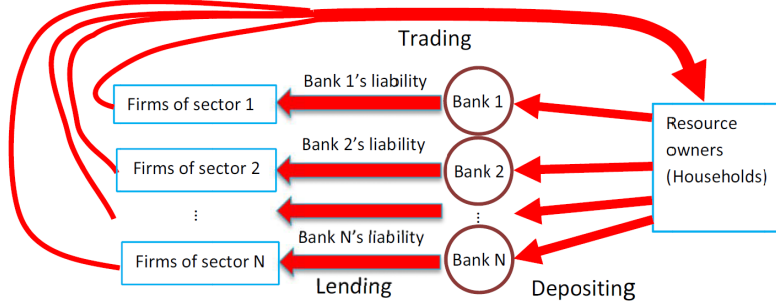 Trading
Bank 1's liability
Firms of sector 1
Bank 1
Resource
owners
(Households)
Bank 2's liability
Firms of sector 2
Bank 2
⋮
⋮
Bank N's liability
Firms of sector N
Bank N
Lending
Depositing